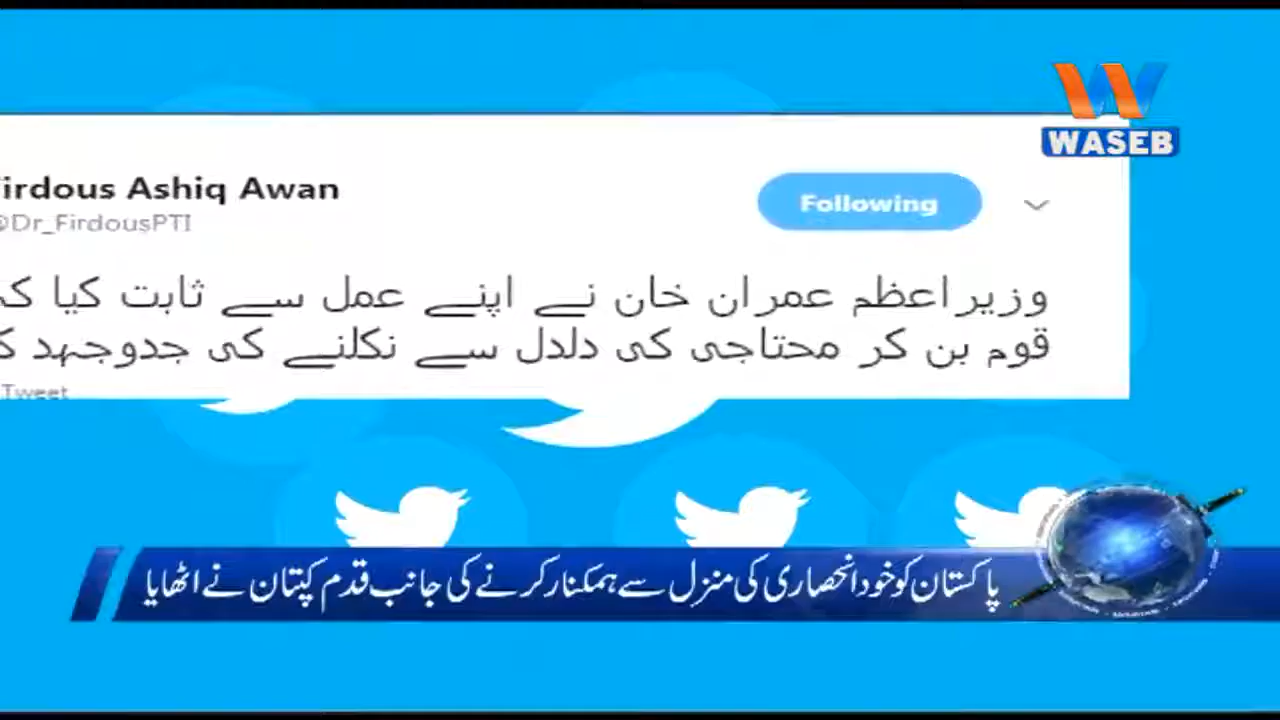 WASEB
irdous Ashiq Awan
@Dr_FirdousPTI
Following
وزیراعظم عمران خان نے اپنے عمل سے ثابت کیا کہ
قوم بن کر محتاجی کی دلدل سے نکلنے کی جدوجہد
Tweet
پاکستان کو خود انحصاری کی منزل سے ہمکنار کرنے کی جانب قدم کپتان نے اٹھایا